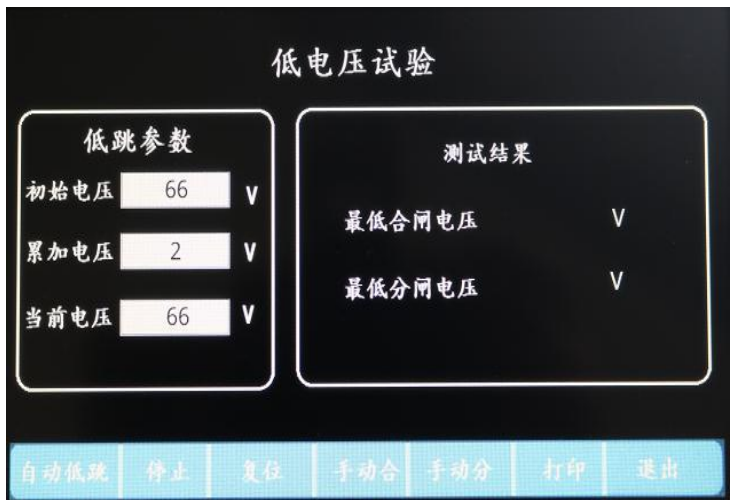 低电压试验
低跳参数
初始电压 66 V
累加电压 2 V
当前电压 66 V
测试结果
最低合闸电压 V
最低分闸电压 V
自动低跳 停止 复位 手动合 手动分 打印 退出